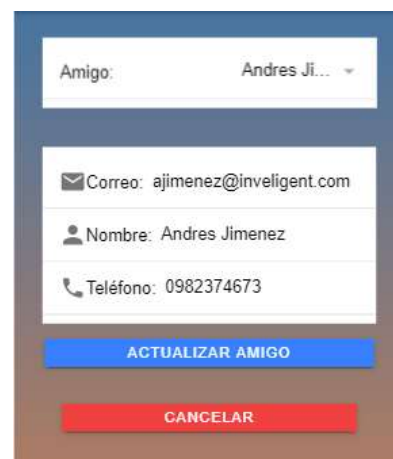 Amigo: Andres Ji...
Correo: ajimenez@inveligent.com
Nombre: Andres Jimenez
Teléfono: 0982374673
ACTUALIZAR AMIGO
CANCELAR